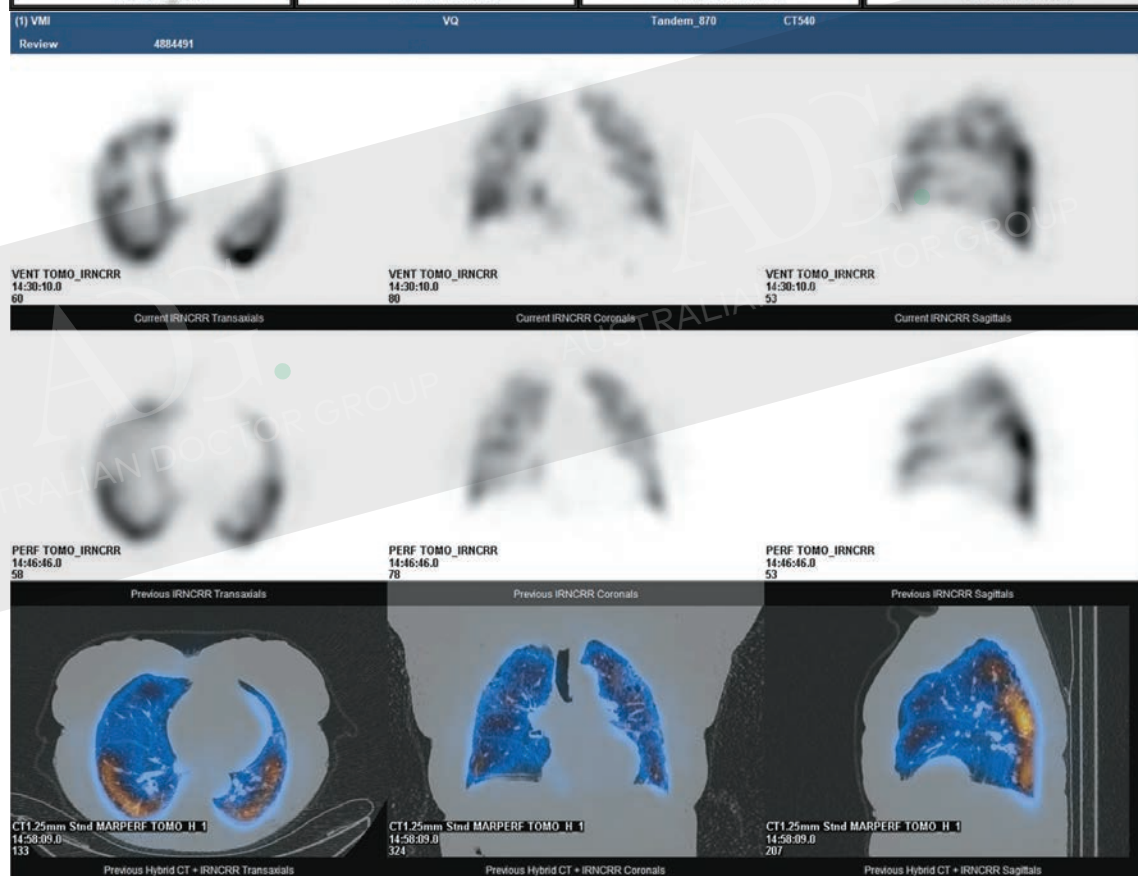 (1) VMI VQ Tandem_870 CT540
Review 4884491
VENT TOMO_IRNCRR
14:30:10.0
60
VENT TOMO_IRNCRR
14:30:10.0
80
VENT TOMO_IRNCRR
14:30:10.0
53
Current IRNCRR Transaxials
Current IRNCRR Coronals
Current IRNCRR Sagittals
PERF TOMO_IRNCRR
14:46:46.0
58
PERF TOMO_IRNCRR
14:46:46.0
78
PERF TOMO_IRNCRR
14:46:46.0
53
Previous IRNCRR Transaxials
Previous IRNCRR Coronals
Previous IRNCRR Sagittals
CT1.25mm Stnd MARPERF TOMO_H_1
14:58:09.0
133
CT1.25mm Stnd MARPERF TOMO_H_1
14:58:09.0
324
CT1.25mm Stnd MARPERF TOMO_H_1
14:58:09.0
207
Previous Hybrid CT + IRNCRR Transaxials
Previous Hybrid CT + IRNCRR Coronals
Previous Hybrid CT + IRNCRR Sagittals
ADG.
AUSTRALIAN DOCTOR GROUP
ADG.
TRALIAN DOCTOR GROUP